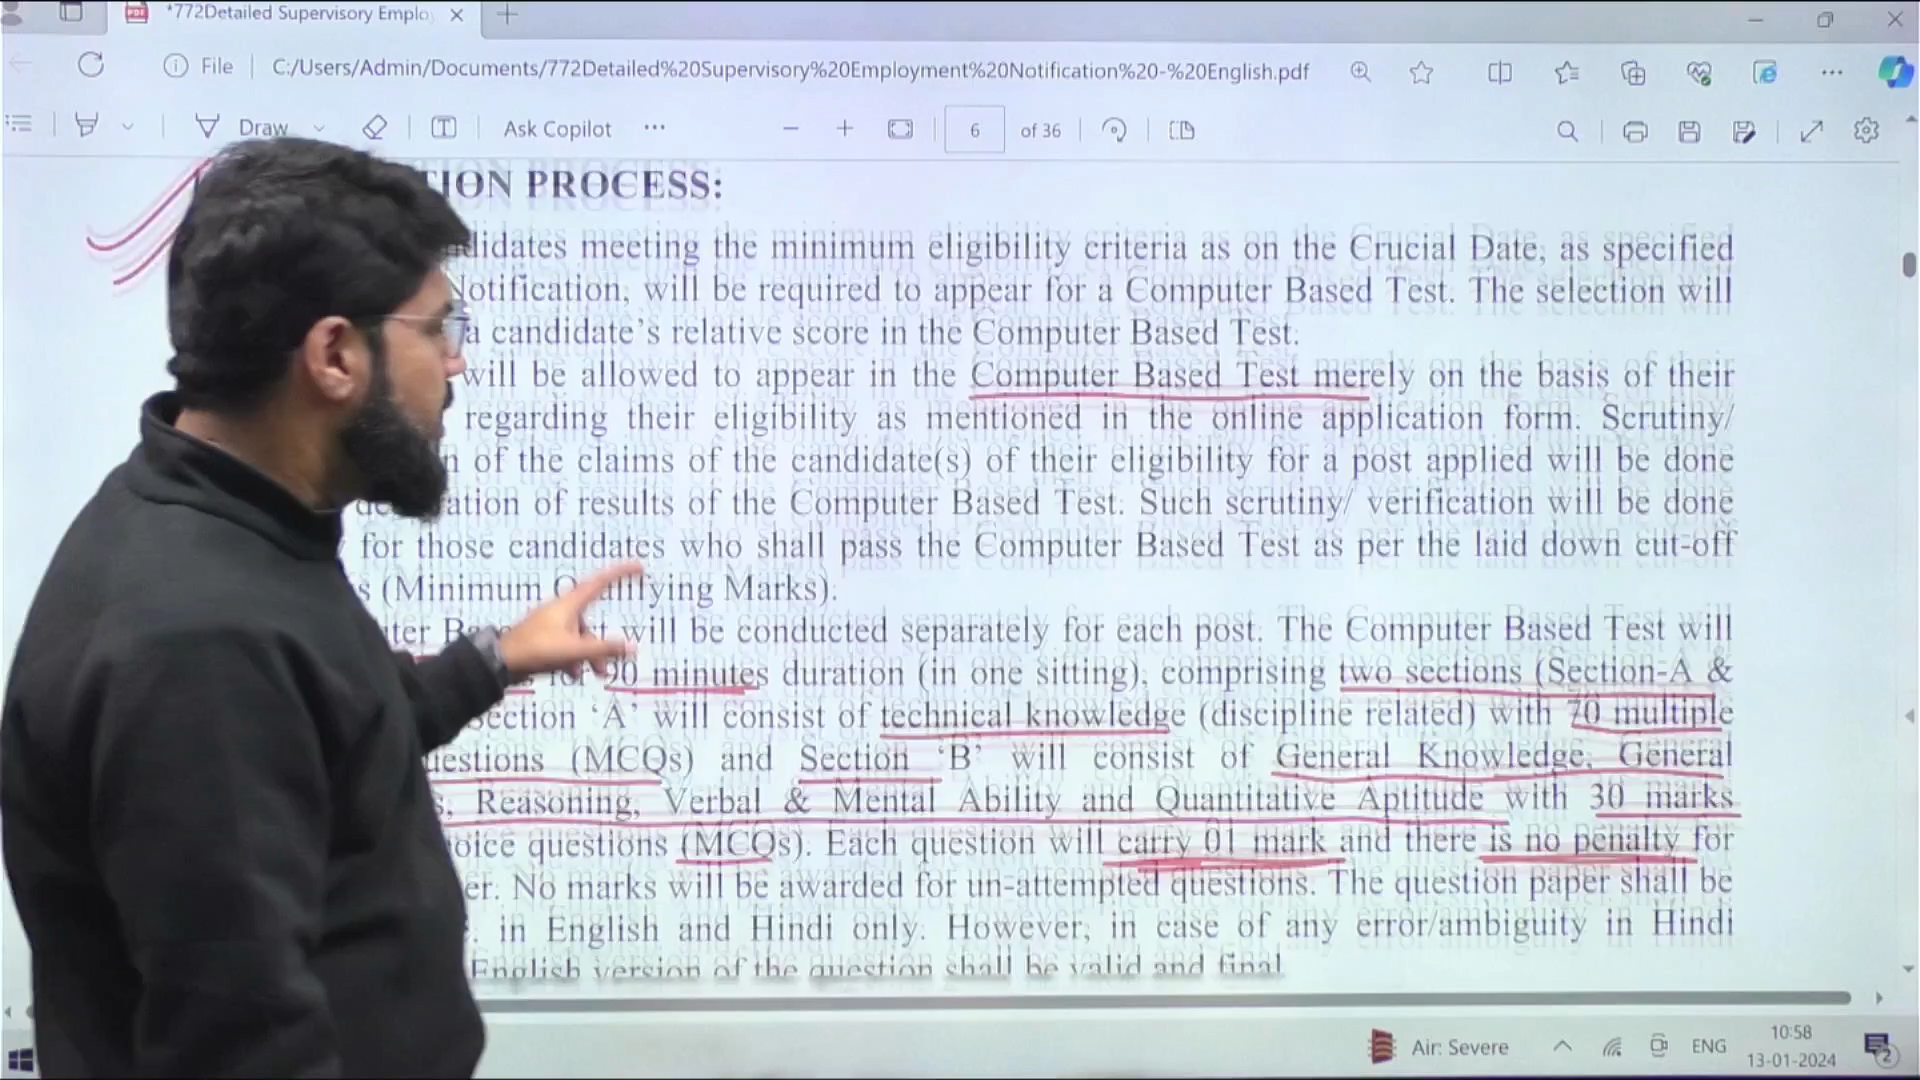 *772Detailed Supervisory Emplo
File
C:/Users/Admin/Documents/772Detailed%20Supervisory%20Employment%20Notification%20-%20English.pdf
Draw
Ask Copilot
6 of 36
ION PROCESS:
didates meeting the minimum eligibility criteria as on the Crucial Date, as specified
Notification, will be required to appear for a Computer Based Test. The selection will
a candidate's relative score in the Computer Based Test.
will be allowed to appear in the Computer Based Test merely on the basis of their
regarding their eligibility as mentioned in the online application form. Scrutiny/
n of the claims of the candidate(s) of their eligibility for a post applied will be done
ation of results of the Computer Based Test. Such scrutiny/ verification will be done
for those candidates who shall pass the Computer Based Test as per the laid down cut-off
s (Minimum Qualifying Marks).
will be conducted separately for each post. The Computer Based Test will
for 90 minutes duration (in one sitting), comprising two sections (Section-A &
Section 'A' will consist of technical knowledge (discipline related) with 70 multiple
uestions (MCQs) and Section 'B' will consist of General Knowledge, General
s, Reasoning, Verbal & Mental Ability and Quantitative Aptitude with 30 marks
oice questions (MCQs). Each question will carry 01 mark and there is no penalty for
er. No marks will be awarded for un-attempted questions. The question paper shall be
in English and Hindi only. However, in case of any error/ambiguity in Hindi
English version of the question shall be valid and final
Air: Severe
ENG
10:58
13-01-2024
2